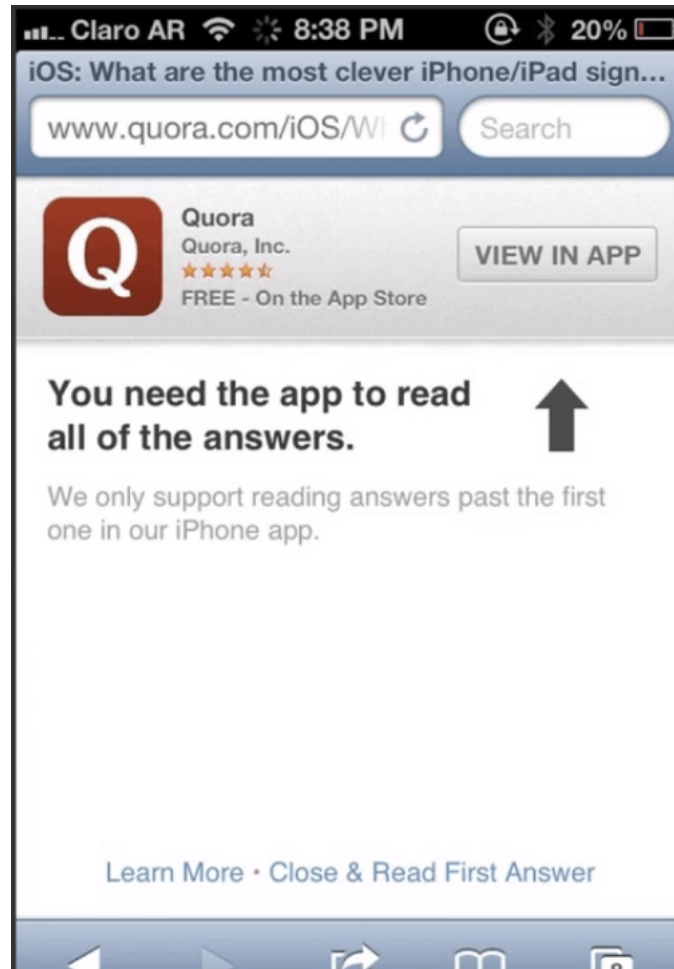 Claro AR 8:38 PM 20%
iOS: What are the most clever iPhone/iPad sign...
www.quora.com/iOS/W
Search
Q
Quora
Quora, Inc.
FREE - On the App Store
VIEW IN APP
You need the app to read
all of the answers.
We only support reading answers past the first
one in our iPhone app.
Learn More · Close & Read First Answer